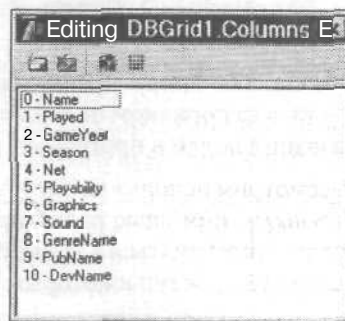 Editing DBGrid1.Columns
0 - Name
1 - Played
2 - GameYear
3 - Season
4 - Net
5 - Playability
6 - Graphics
7 - Sound
8 - GenreName
9 - PubName
10 - DevName